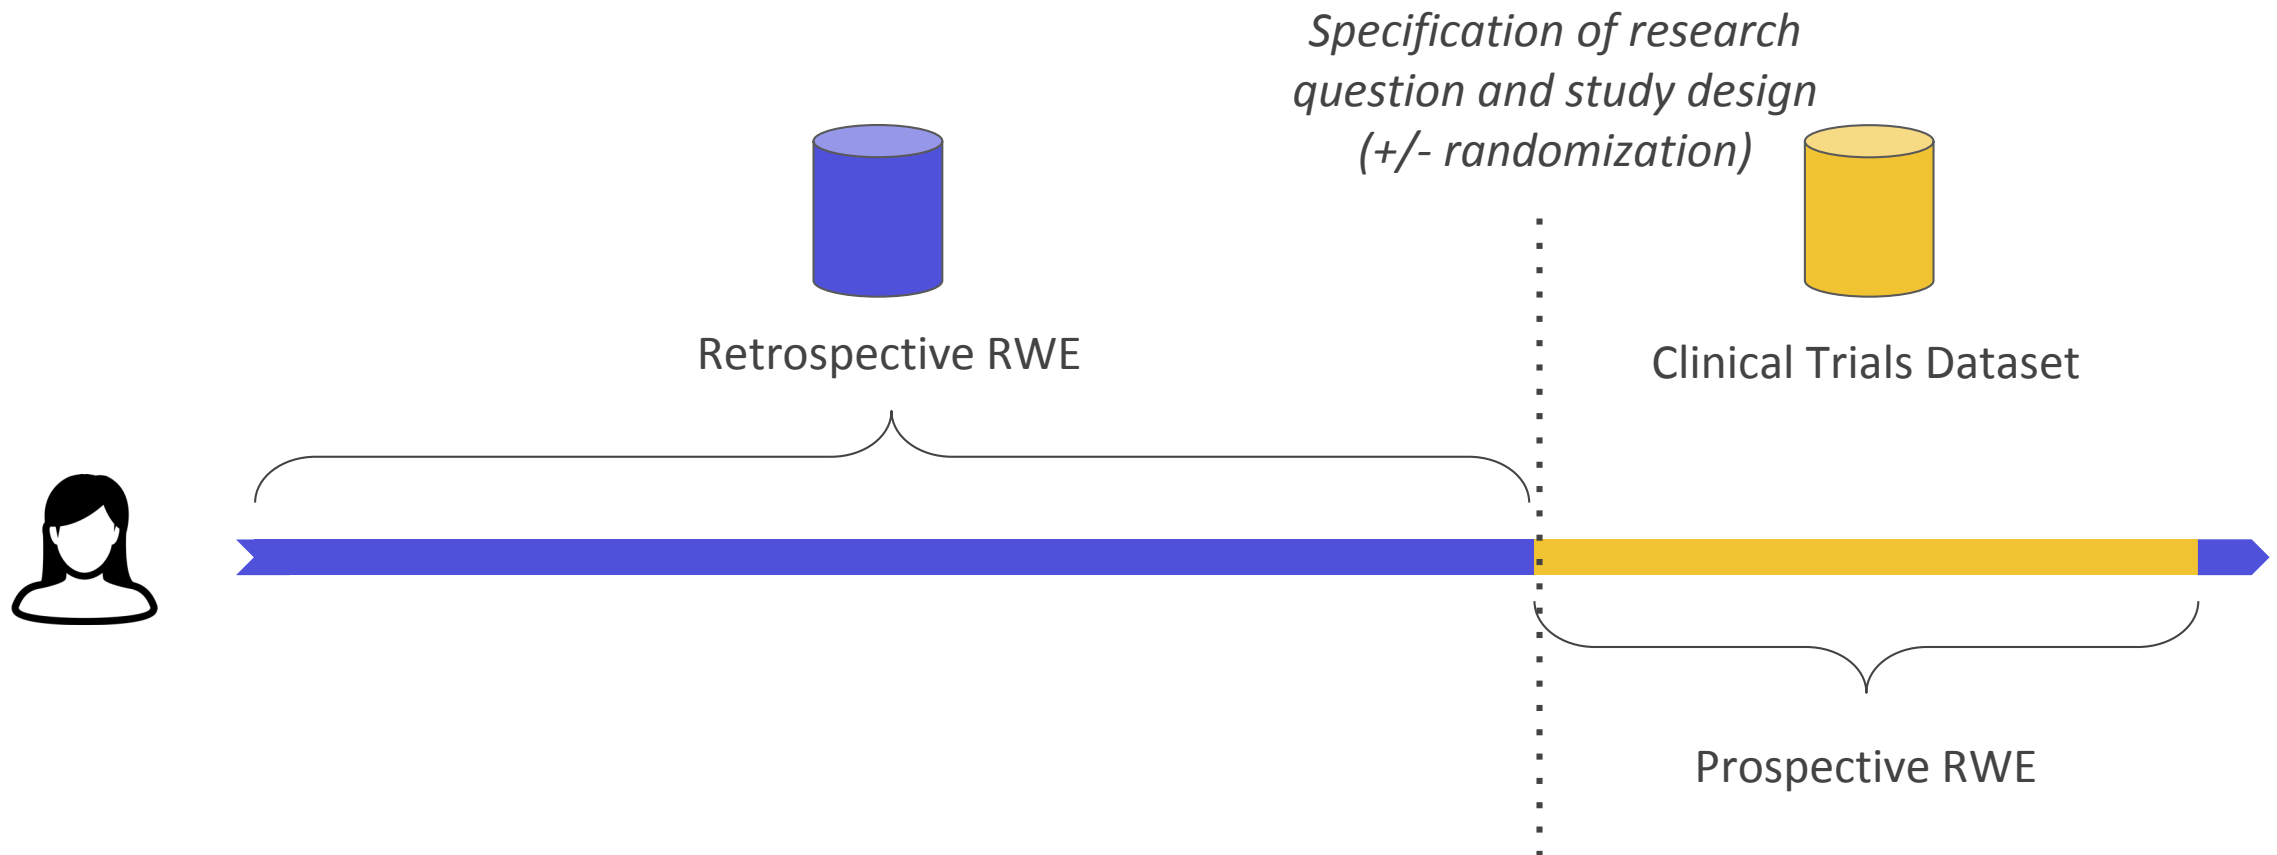 Specification of research
question and study design
(+/- randomization)
Retrospective RWE
Clinical Trials Dataset
Prospective RWE